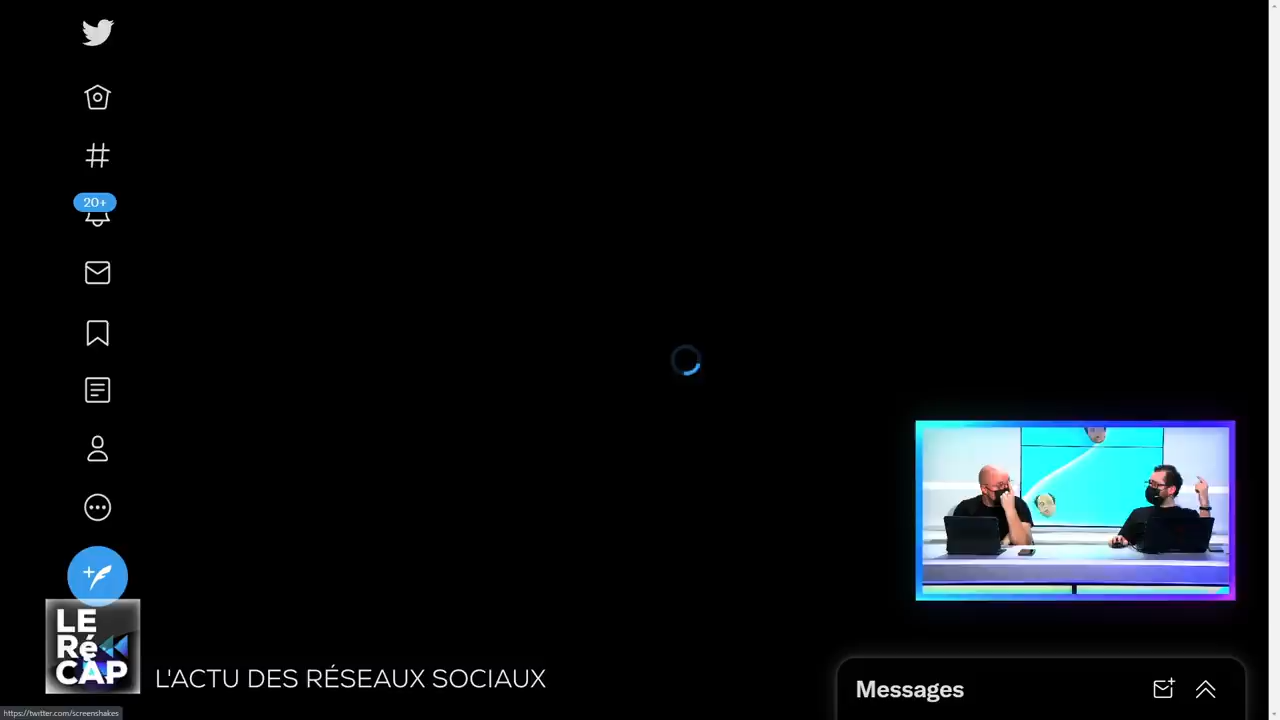 20+
LE
Ré
CAP
L'ACTU DES RÉSEAUX SOCIAUX
Messages
https://twitter.com/screenshakes